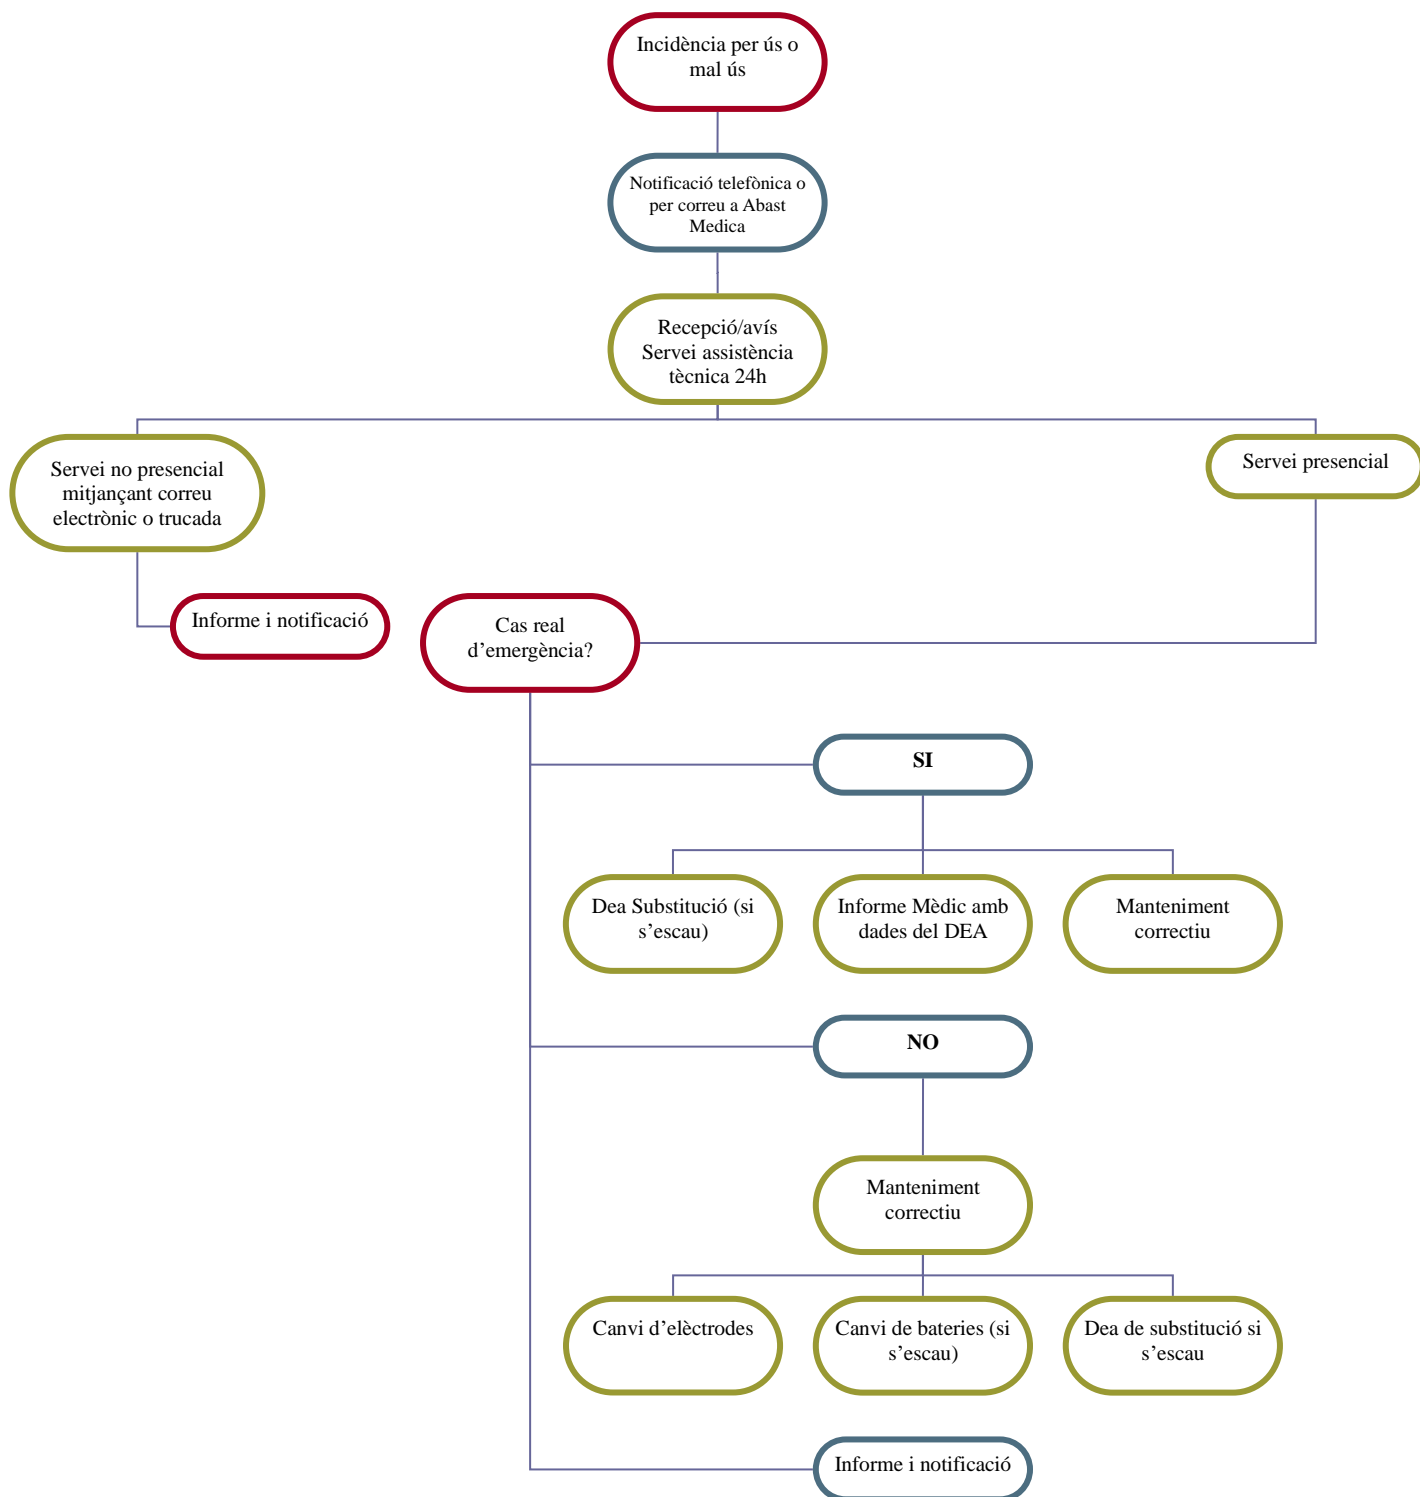 Incidència per ús o
mal ús
Notificació telefònica o
per correu a Abast
Medica
Recepció/avís
Servei assistència
tècnica 24h
Servei no presencial
mitjançant correu
electrònic o trucada
Servei presencial
Informe i notificació
Cas real
d’emergència?
SI
Dea Substitució (si
s’escau)
Informe Mèdic amb
dades del DEA
Manteniment
correctiu
NO
Manteniment
correctiu
Canvi d’elèctrodes
Canvi de bateries (si
s’escau)
Dea de substitució si
s’escau
Informe i notificació